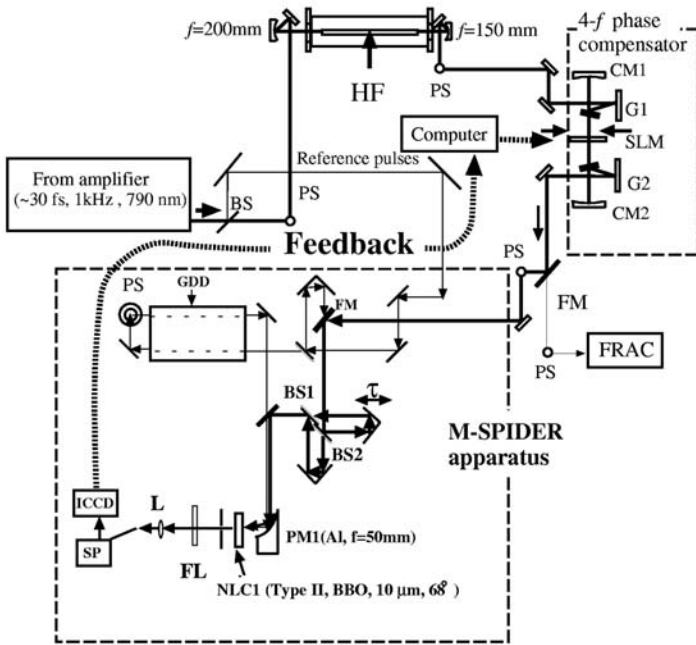 f=200mm
f=150 mm
HF
PS
4-f phase
compensator
CM1
G1
SLM
G2
CM2
Computer
Reference pulses
From amplifier
(~30 fs, 1kHz , 790 nm)
BS
PS
Feedback
PS
FM
PS
FRAC
PS
GDD
FM
BS1
τ
BS2
M-SPIDER
apparatus
ICCD
L
SP
FL
PM1(Al, f=50mm)
NLC1 (Type II, BBO, 10 μm, 68° )